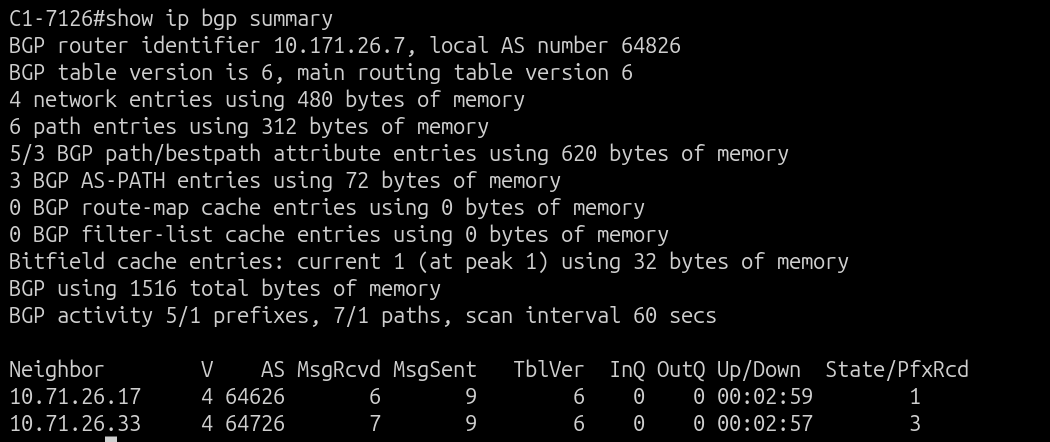 C1-7126#show ip bgp summary
BGP router identifier 10.171.26.7, local AS number 64826
BGP table version is 6, main routing table version 6
4 network entries using 480 bytes of memory
6 path entries using 312 bytes of memory
5/3 BGP path/bestpath attribute entries using 620 bytes of memory
3 BGP AS-PATH entries using 72 bytes of memory
0 BGP route-map cache entries using 0 bytes of memory
0 BGP filter-list cache entries using 0 bytes of memory
Bitfield cache entries: current 1 (at peak 1) using 32 bytes of memory
BGP using 1516 total bytes of memory
BGP activity 5/1 prefixes, 7/1 paths, scan interval 60 secs
Neighbor        V    AS MsgRcvd MsgSent   TblVer  InQ OutQ Up/Down  State/PfxRcd
10.71.26.17     4 64626       6       9        6    0    0 00:02:59        1
10.71.26.33     4 64726       7       9        6    0    0 00:02:57        3